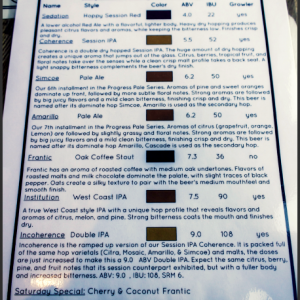 Name Style Color ABV IBU Growler
Sedation Hoppy Session Red 4.0 22 yes
A lower alcohol Red Ale with a flavorful lighter body. Heavy dry hopping produces
pleasant citrus flavors and aromas, while keeping the bitterness low. Finishes crisp
and dry.
Coherence Session IPA 5.5 52 yes
Coherence is a double dry hopped Session IPA. The huge amount of dry hopping
creates a unique aroma that jumps out of the glass. Citrus, berries, tropical fruit, and
floral notes take over the senses while a clean crisp malt profile takes a back seat. A
light snappy bitterness complements the beer's dry finish.
Simcoe Pale Ale 6.2 50 yes
Our 6th installment in the Progress Pale Series. Aromas of pine and sweet oranges
dominate up front, followed by more subtle floral notes. Strong aromas are followed
by big juicy flavors and a mild clean bitterness, finishing crisp and dry. This beer is
named after its dominate hop Simcoe, Amarillo is used as the secondary hop.
Amarillo Pale Ale 6.2 50 yes
Our 7th installment in the Progress Pale Series. Aromas of citrus (grapefruit, orange,
Lemon) are followed by slightly grassy and floral notes. Strong aromas are followed
by big juicy flavors and a mild clean bitterness, finishing crisp and dry. This beer is
named after its dominate hop Amarillo, Cascade is used as the secondary hop.
Frantic Oak Coffee Stout 7.3 36 no
Frantic has an aroma of roasted coffee with medium oak undertones. Flavors of
roasted malts and milk chocolate dominate the palate, with slight traces of black
pepper. Oats create a silky texture to pair with the beer's medium mouthfeel and
smooth finish.
Institution West Coast IPA 7.5 90 yes
A true West Coast style IPA with a unique hop profile that reveals flavors and
aromas of citrus, melon, and pine. Strong bitterness coats the mouth and finishes
dry.
Incoherence Double IPA 9.0 108 yes
Incoherence is the ramped up version of our Session IPA Coherence. It is packed full
of the same hop varietals (Citra, Mosaic, Amarillo, & Simcoe) and malts, the doses
are just increased to make this a 9.0 ABV Double IPA. Expect the same citrus, berry,
pine, and fruit notes that its session counterpart exhibited, but with a fuller body
and increased bitterness. ABV: 9.0 , IBU: 108, SRM 6.
Saturday Special: Cherry & Coconut Frantic